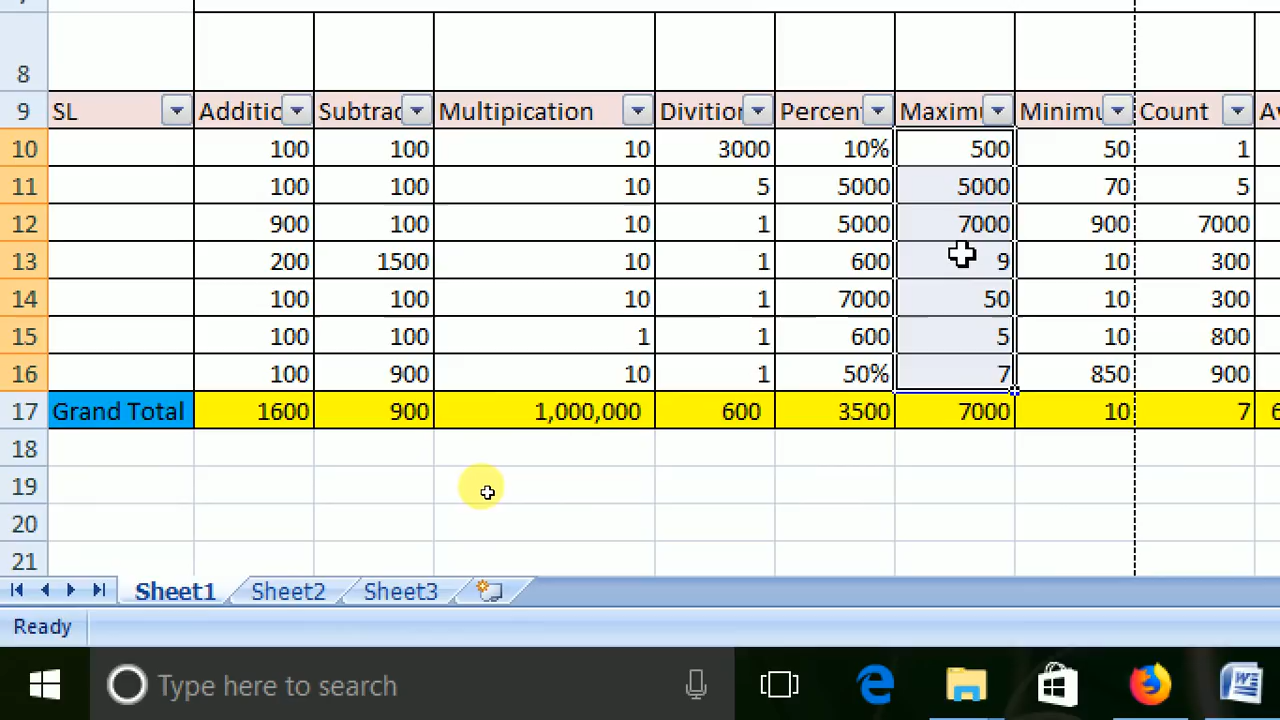 8
9 SL Additic Subtrac Multipication Divition Percen Maxim Minimu Count Av
10 100 100 10 3000 10% 500 50 1
11 100 100 10 5 5000 5000 70 5
12 900 100 10 1 5000 7000 900 7000
13 200 1500 10 1 600 9 10 300
14 100 100 10 1 7000 50 10 300
15 100 100 1 1 600 5 10 800
16 100 900 10 1 50% 7 850 900
17 Grand Total 1600 900 1,000,000 600 3500 7000 10 7 6
18
19
20
21
Sheet1 Sheet2 Sheet3
Ready
Type here to search